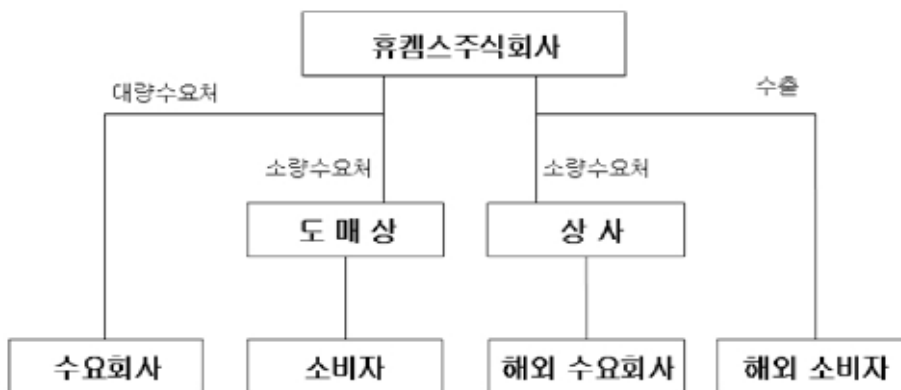 휴켐스주식회사
대량수요처
수출
소량수요처
소량수요처
도 매 상
상 사
수요회사
소비자
해외 수요회사
해외 소비자